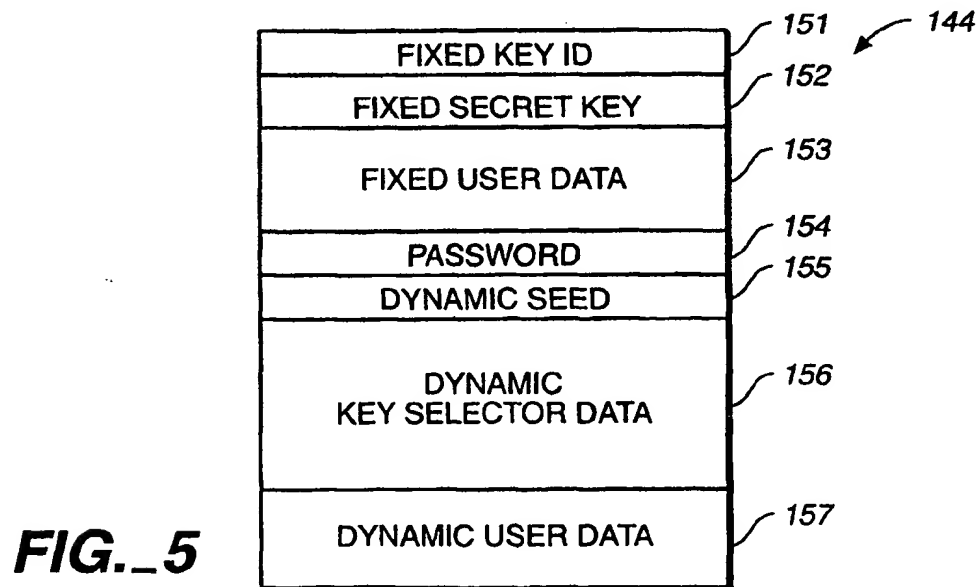 144
FIXED KEY ID 151
FIXED SECRET KEY 152
FIXED USER DATA 153
PASSWORD 154
DYNAMIC SEED 155
DYNAMIC
KEY SELECTOR DATA 156
DYNAMIC USER DATA 157
FIG._5